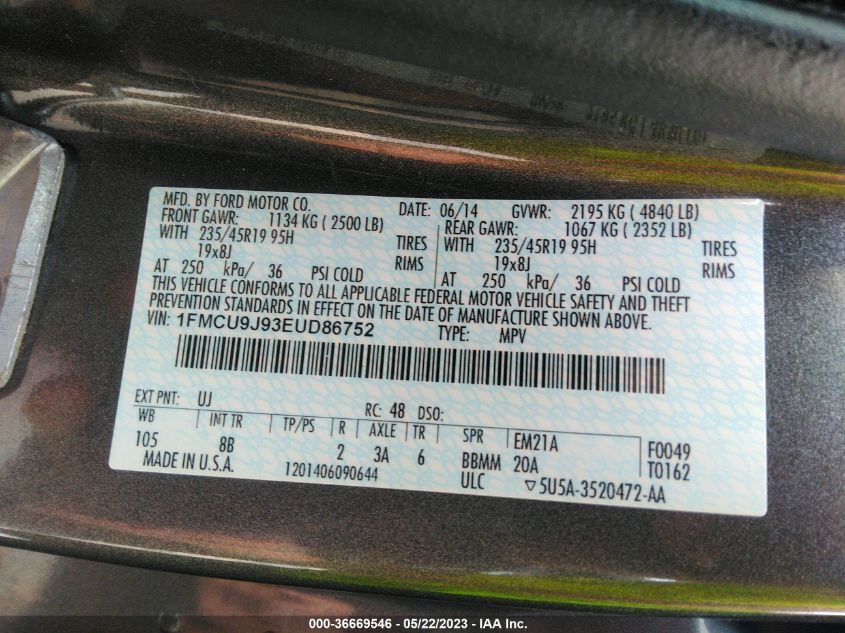 MFD. BY FORD MOTOR CO. DATE: 06/14 GVWR: 2195 KG ( 4840 LB)
FRONT GAWR: 1134 KG ( 2500 LB) REAR GAWR: 1067 KG ( 2352 LB)
WITH 235/45R19 95H TIRES WITH 235/45R19 95H TIRES
19x8J RIMS 19x8J RIMS
AT 250 kPa/ 36 PSI COLD AT 250 kPa/ 36 PSI COLD
THIS VEHICLE CONFORMS TO ALL APPLICABLE FEDERAL MOTOR VEHICLE SAFETY AND THEFT
PREVENTION STANDARDS IN EFFECT ON THE DATE OF MANUFACTURE SHOWN ABOVE.
VIN: 1FMCU9J93EUD86752 TYPE: MPV
EXT PNT: UJ RC: 48 DSO:
WB INT TR TP/PS R AXLE TR SPR EM21A F0049
105 8B 2 3A 6 BBMM 20A T0162
MADE IN U.S.A. 1201406090644 ULC ▽5U5A-3520472-AA
000-36669546 - 05/22/2023 - IAA Inc.